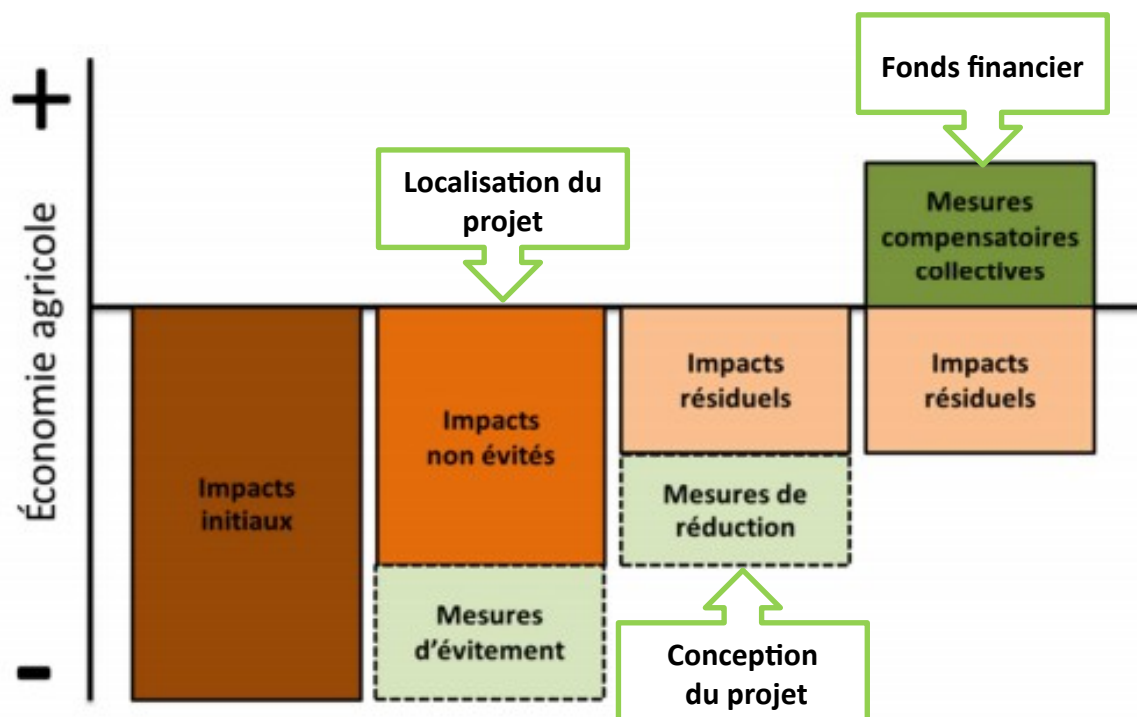 +
Fonds financier
Localisation du
projet
Économie agricole
Mesures
compensatoires
collectives
Impacts
initiaux
Impacts
non évités
Impacts
résiduels
Impacts
résiduels
Mesures de
réduction
Mesures
d'évitement
Conception
du projet
-